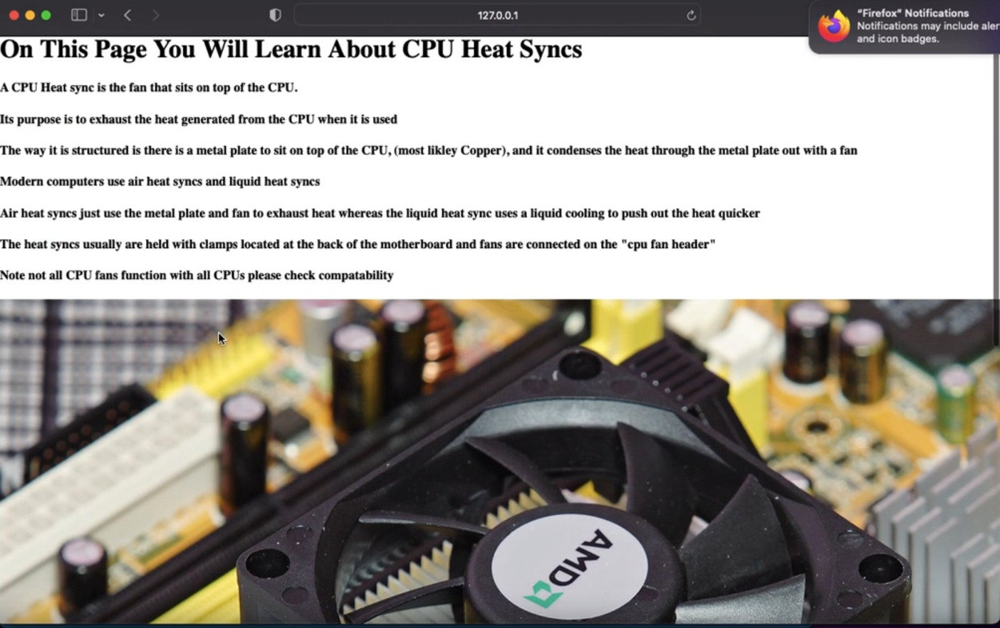 127.0.0.1
"Firefox" Notifications
Notifications may include aler
and icon badges.
On This Page You Will Learn About CPU Heat Syncs
A CPU Heat sync is the fan that sits on top of the CPU.
Its purpose is to exhaust the heat generated from the CPU when it is used
The way it is structured is there is a metal plate to sit on top of the CPU, (most likley Copper), and it condenses the heat through the metal plate out with a fan
Modern computers use air heat syncs and liquid heat syncs
Air heat syncs just use the metal plate and fan to exhaust heat whereas the liquid heat sync uses a liquid cooling to push out the heat quicker
The heat syncs usually are held with clamps located at the back of the motherboard and fans are connected on the "cpu fan header"
Note not all CPU fans function with all CPUs please check compatability
AMD